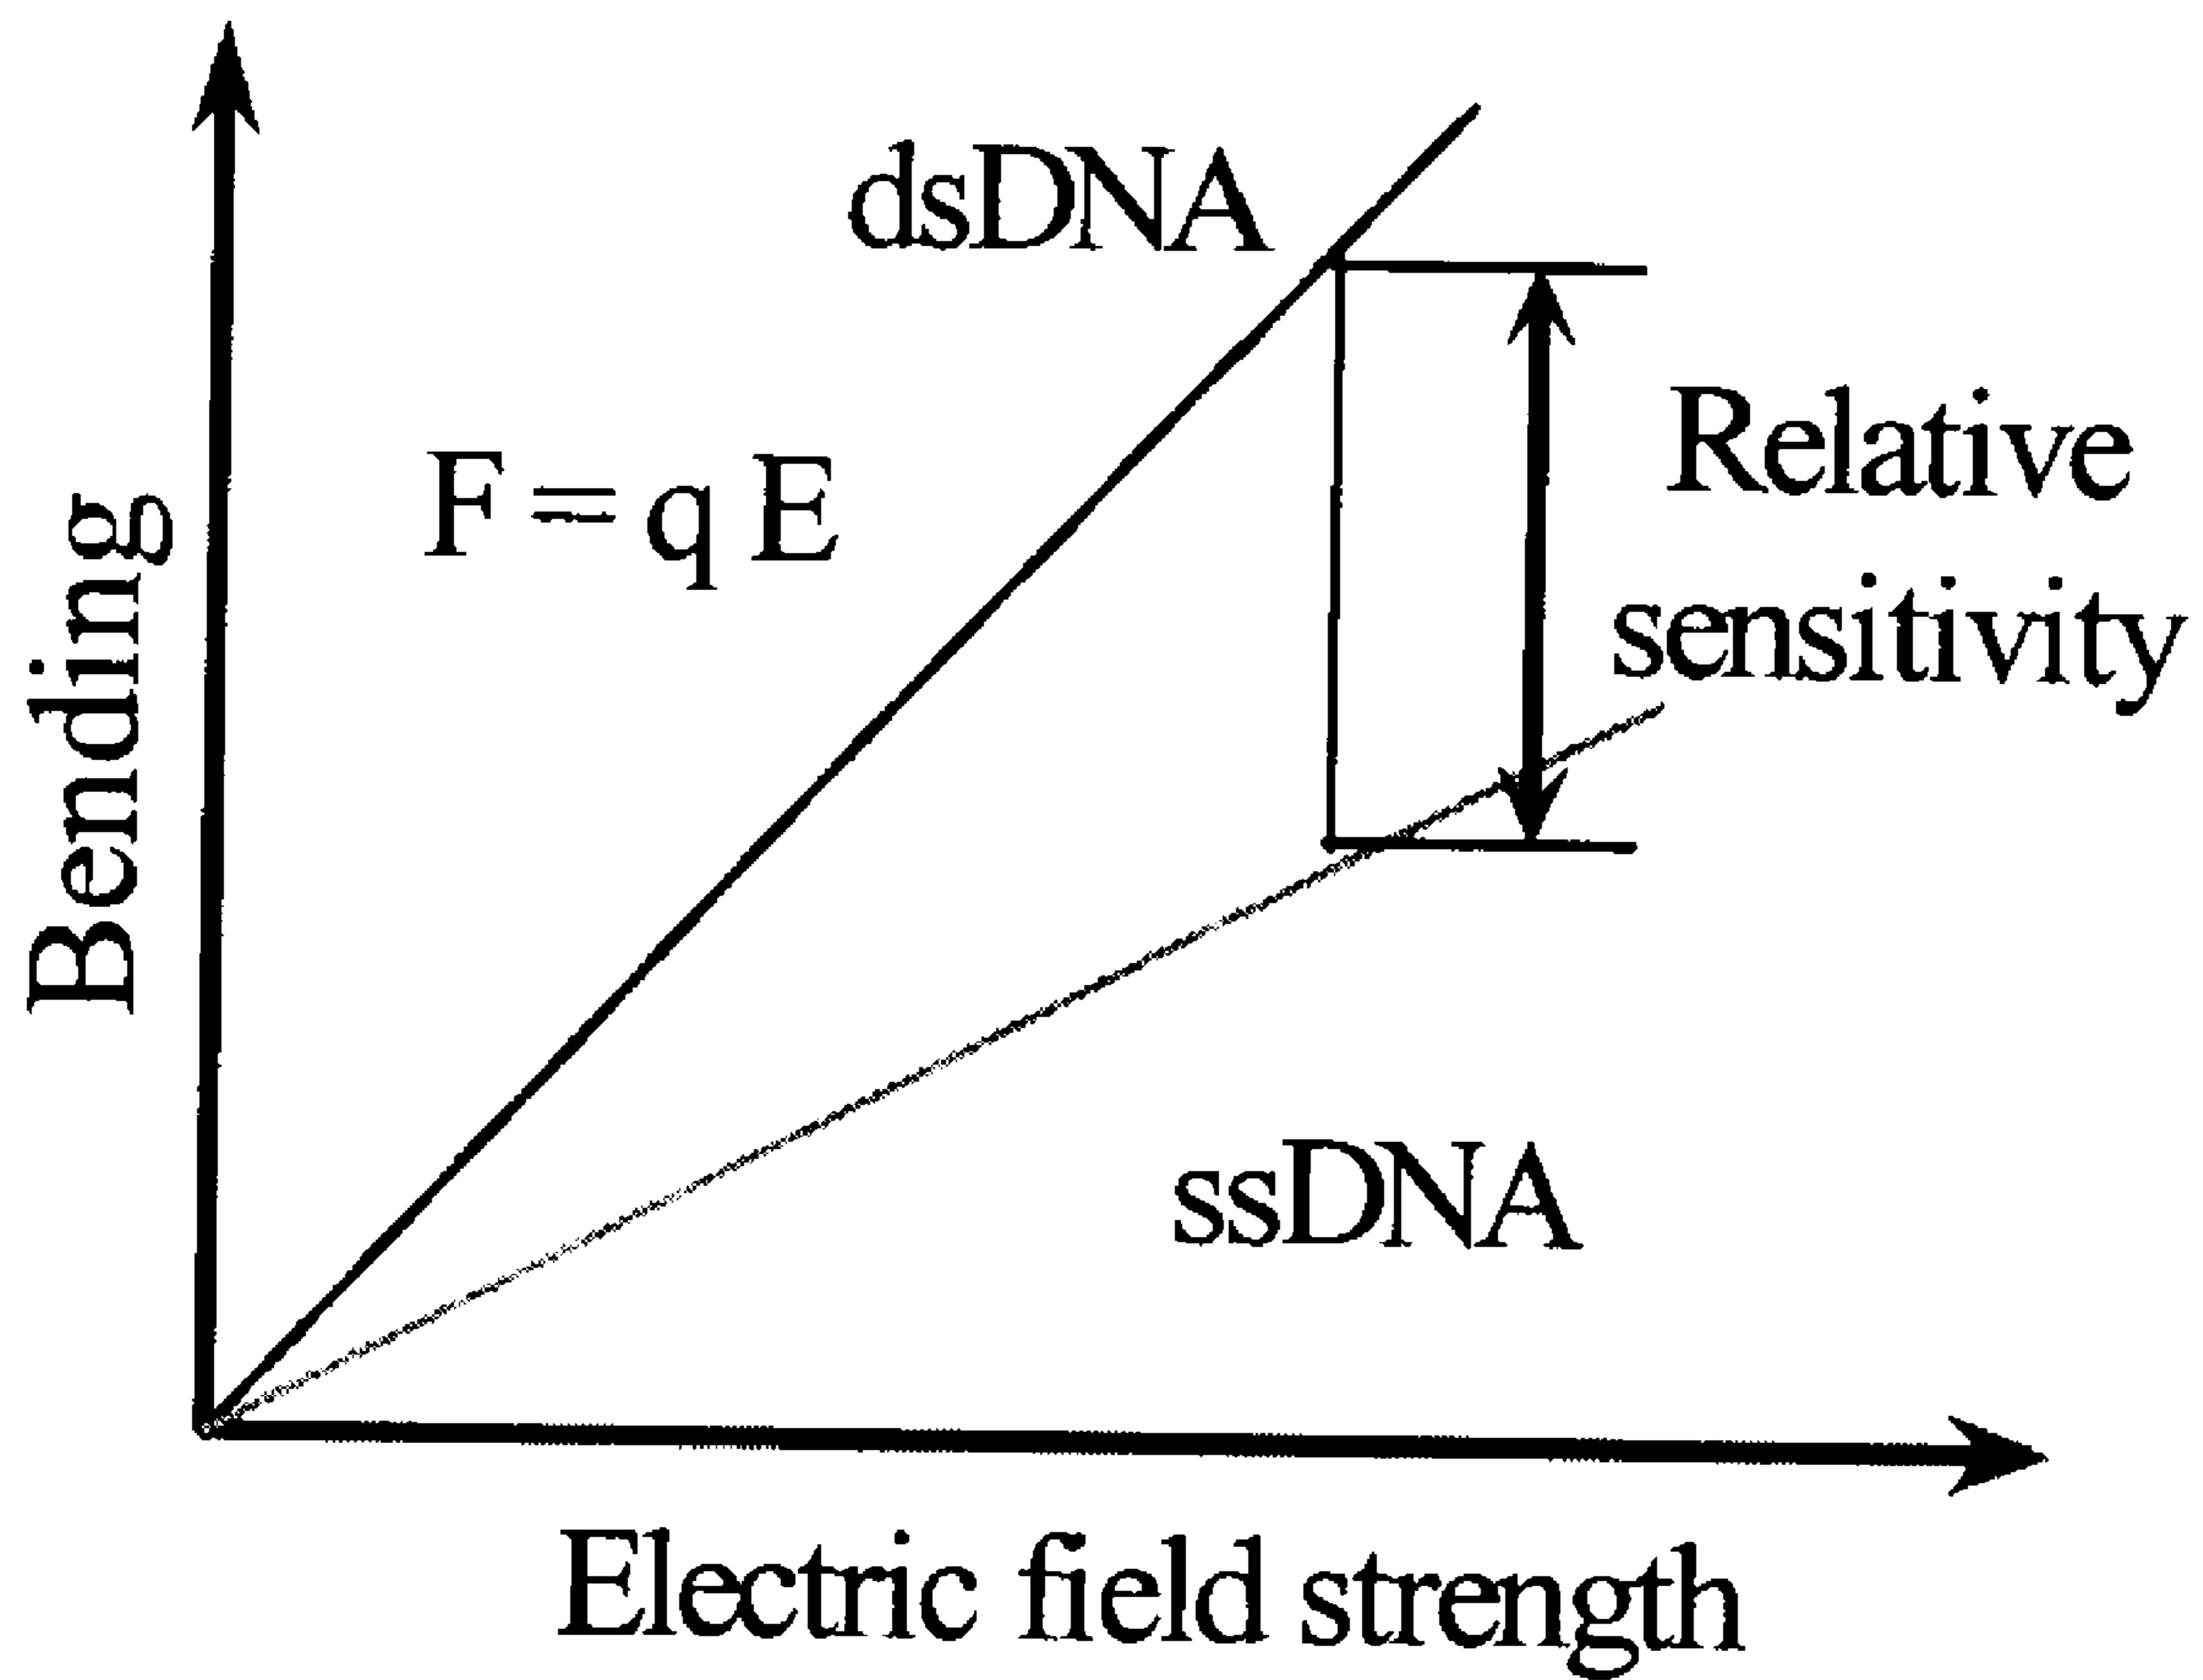 dsDNA
F = q E
Relative
sensitivity
Bending
ssDNA
Electric field strength